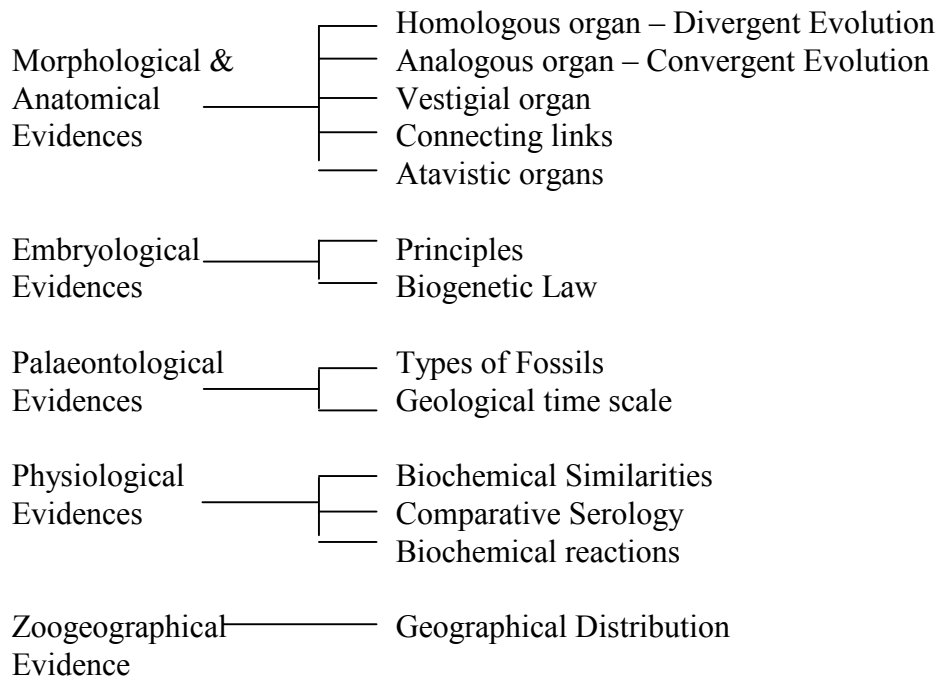 Morphological &
Anatomical
Evidences
Homologous organ – Divergent Evolution
Analogous organ – Convergent Evolution
Vestigial organ
Connecting links
Atavistic organs
Embryological
Evidences
Principles
Biogenetic Law
Palaeontological
Evidences
Types of Fossils
Geological time scale
Physiological
Evidences
Biochemical Similarities
Comparative Serology
Biochemical reactions
Zoogeographical
Evidence
Geographical Distribution